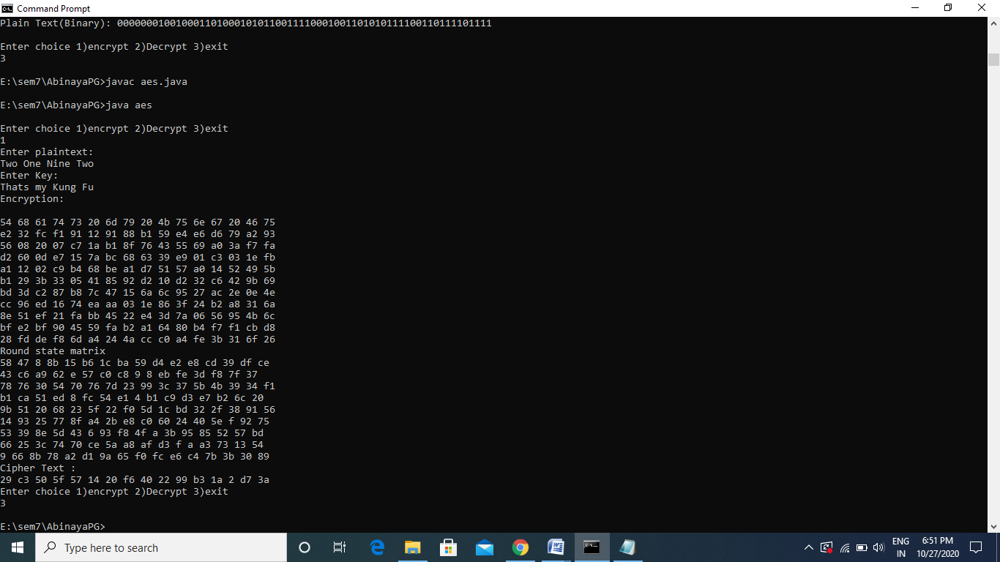 Command Prompt
Plain Text(Binary): 0000000100100011010001010110011110001001101010111100110111101111
Enter choice 1)encrypt 2)Decrypt 3)exit
3
E:\sem7\AbinayaPG>javac aes.java
E:\sem7\AbinayaPG>java aes
Enter choice 1)encrypt 2)Decrypt 3)exit
1
Enter plaintext:
Two One Nine Two
Enter Key:
Thats my Kung Fu
Encryption:
54 68 61 74 73 20 6d 79 20 4b 75 6e 67 20 46 75
e2 32 fc f1 91 12 91 88 b1 59 e4 e6 d6 79 a2 93
56 08 20 07 c7 1a b1 8f 76 43 55 69 a0 3a f7 fa
d2 60 0d e7 15 7a bc 68 63 39 e9 01 c3 03 1e fb
a1 12 02 c9 b4 68 be a1 d7 51 57 a0 14 52 49 5b
b1 29 3b 33 05 41 85 92 d2 10 d2 32 c6 42 9b 69
bd 3d c2 87 b8 7c 47 15 6a 6c 95 27 ac 2e 0e 4e
cc 96 ed 16 74 ea aa 03 1e 86 3f 24 b2 a8 31 6a
8e 51 ef 21 fa bb 45 22 e4 3d 7a 06 56 95 4b 6c
bf e2 bf 90 45 59 fa b2 a1 64 80 b4 f7 f1 cb d8
28 fd de f8 6d a4 24 4a cc c0 a4 fe 3b 31 6f 26
Round state matrix
58 47 8 8b 15 b6 1c ba 59 d4 e2 e8 cd 39 df ce
43 c6 a9 62 e 57 c0 c8 9 8 eb fe 3d f8 7f 37
78 76 30 54 70 76 7d 23 99 3c 37 5b 4b 39 34 f1
b1 ca 51 ed 8 fc 54 e1 4 b1 c9 d3 e7 b2 6c 20
9b 51 20 68 23 5f 22 f0 5d 1c bd 32 2f 38 91 56
14 93 25 77 8f a4 2b e8 c0 60 24 40 5e f 92 75
53 39 8e 5d 43 6 93 f8 4f a 3b 95 85 52 57 bd
66 25 3c 74 70 ce 5a a8 af d3 f a a3 73 13 54
9 66 8b 78 a2 d1 9a 65 f0 fc e6 c4 7b 3b 30 89
Cipher Text :
29 c3 50 5f 57 14 20 f6 40 22 99 b3 1a 2 d7 3a
Enter choice 1)encrypt 2)Decrypt 3)exit
3
E:\sem7\AbinayaPG>
Type here to search
ENG
IN
6:51 PM
10/27/2020